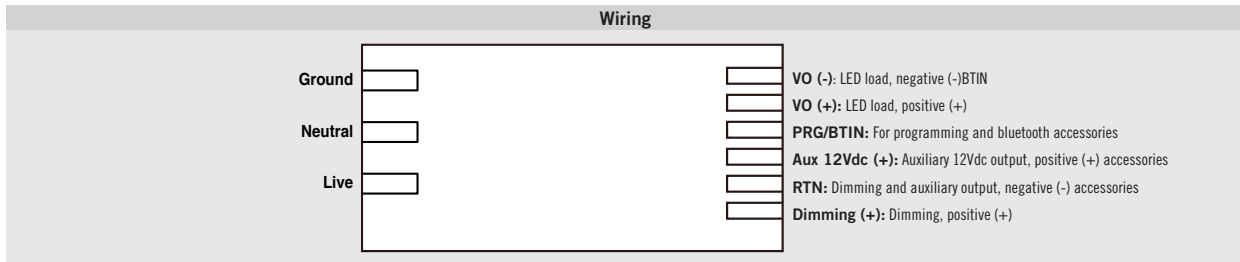 Wiring
Ground
Neutral
Live
VO (-): LED load, negative (-)BTIN
VO (+): LED load, positive (+)
PRG/BTIN: For programming and bluetooth accessories
Aux 12Vdc (+): Auxiliary 12Vdc output, positive (+) accessories
RTN: Dimming and auxiliary output, negative (-) accessories
Dimming (+): Dimming, positive (+)